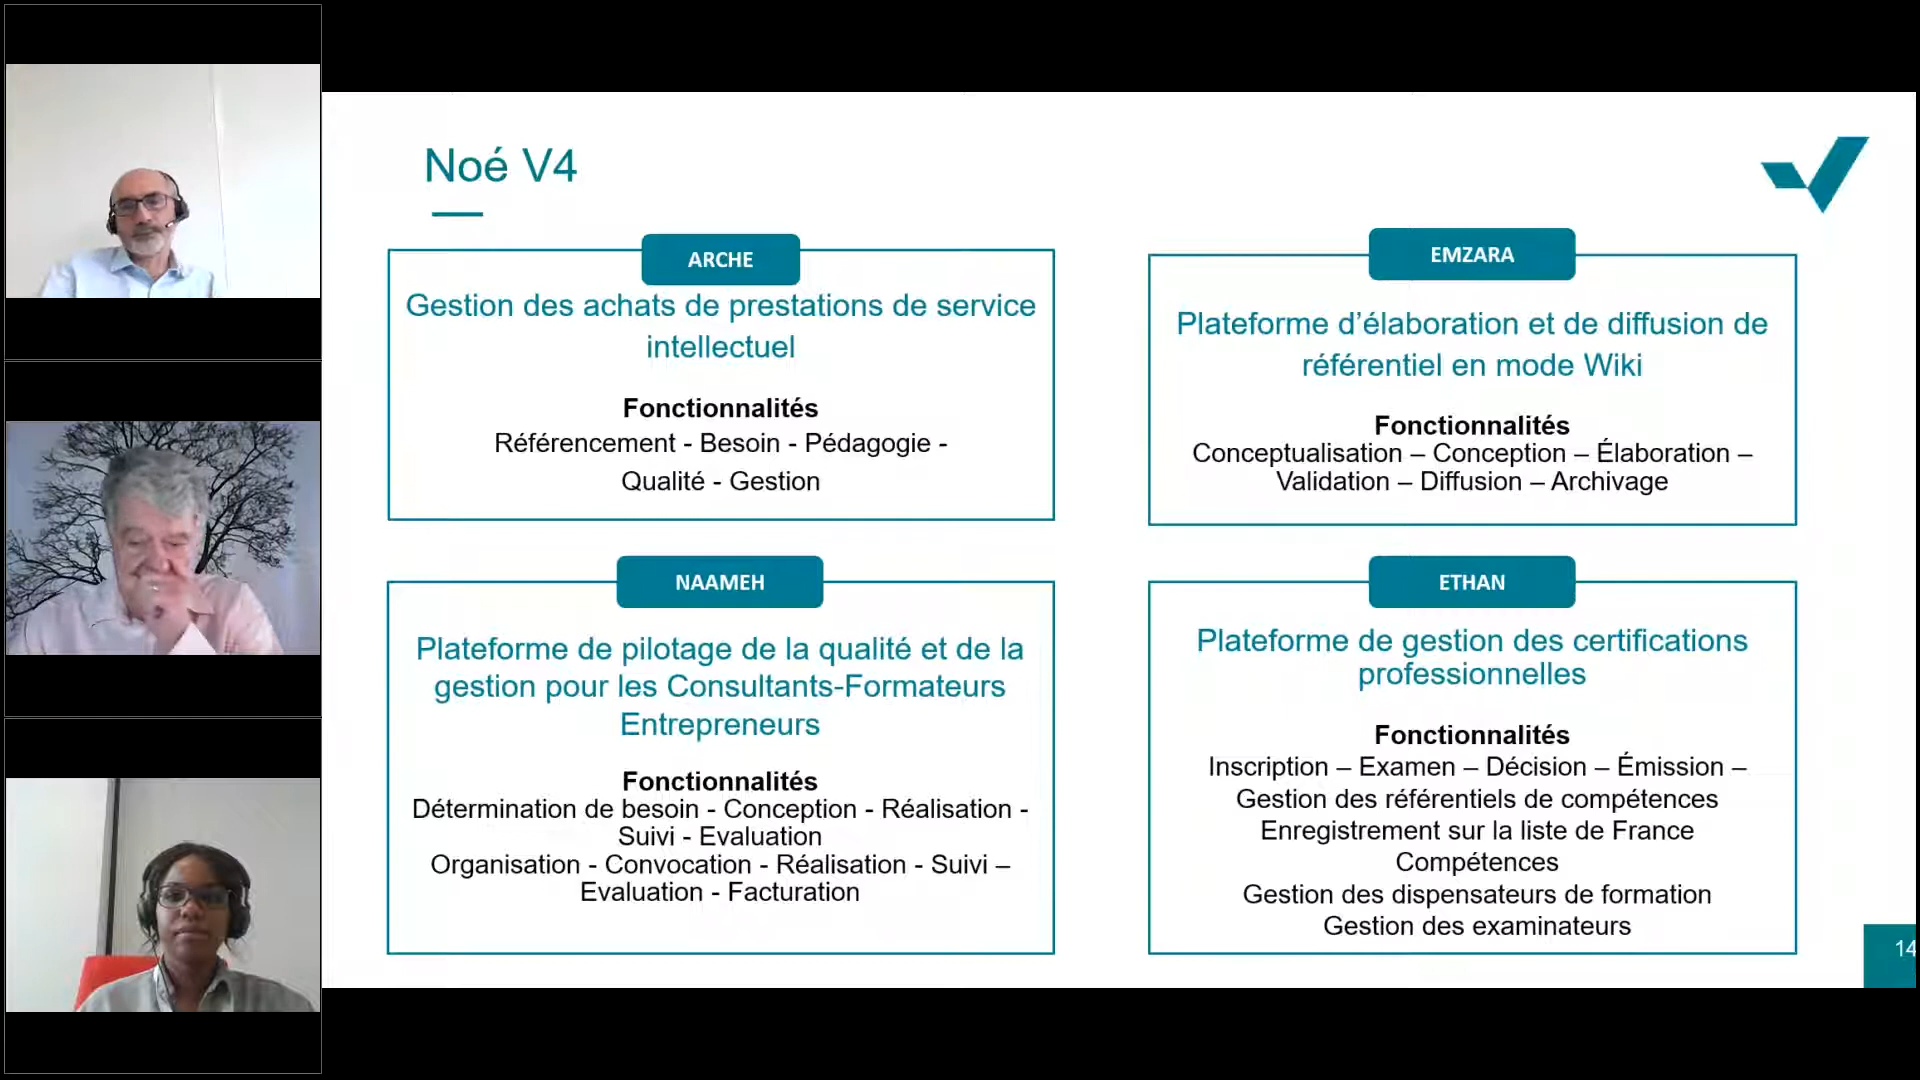 Noé V4
ARCHE
Gestion des achats de prestations de service
intellectuel
Fonctionnalités
Référencement - Besoin - Pédagogie -
Qualité - Gestion
EMZARA
Plateforme d’élaboration et de diffusion de
référentiel en mode Wiki
Fonctionnalités
Conceptualisation – Conception – Élaboration –
Validation – Diffusion – Archivage
NAAMEH
Plateforme de pilotage de la qualité et de la
gestion pour les Consultants-Formateurs
Entrepreneurs
Fonctionnalités
Détermination de besoin - Conception - Réalisation -
Suivi - Evaluation
Organisation - Convocation - Réalisation - Suivi –
Evaluation - Facturation
ETHAN
Plateforme de gestion des certifications
professionnelles
Fonctionnalités
Inscription – Examen – Décision – Émission –
Gestion des référentiels de compétences
Enregistrement sur la liste de France
Compétences
Gestion des dispensateurs de formation
Gestion des examinateurs
14